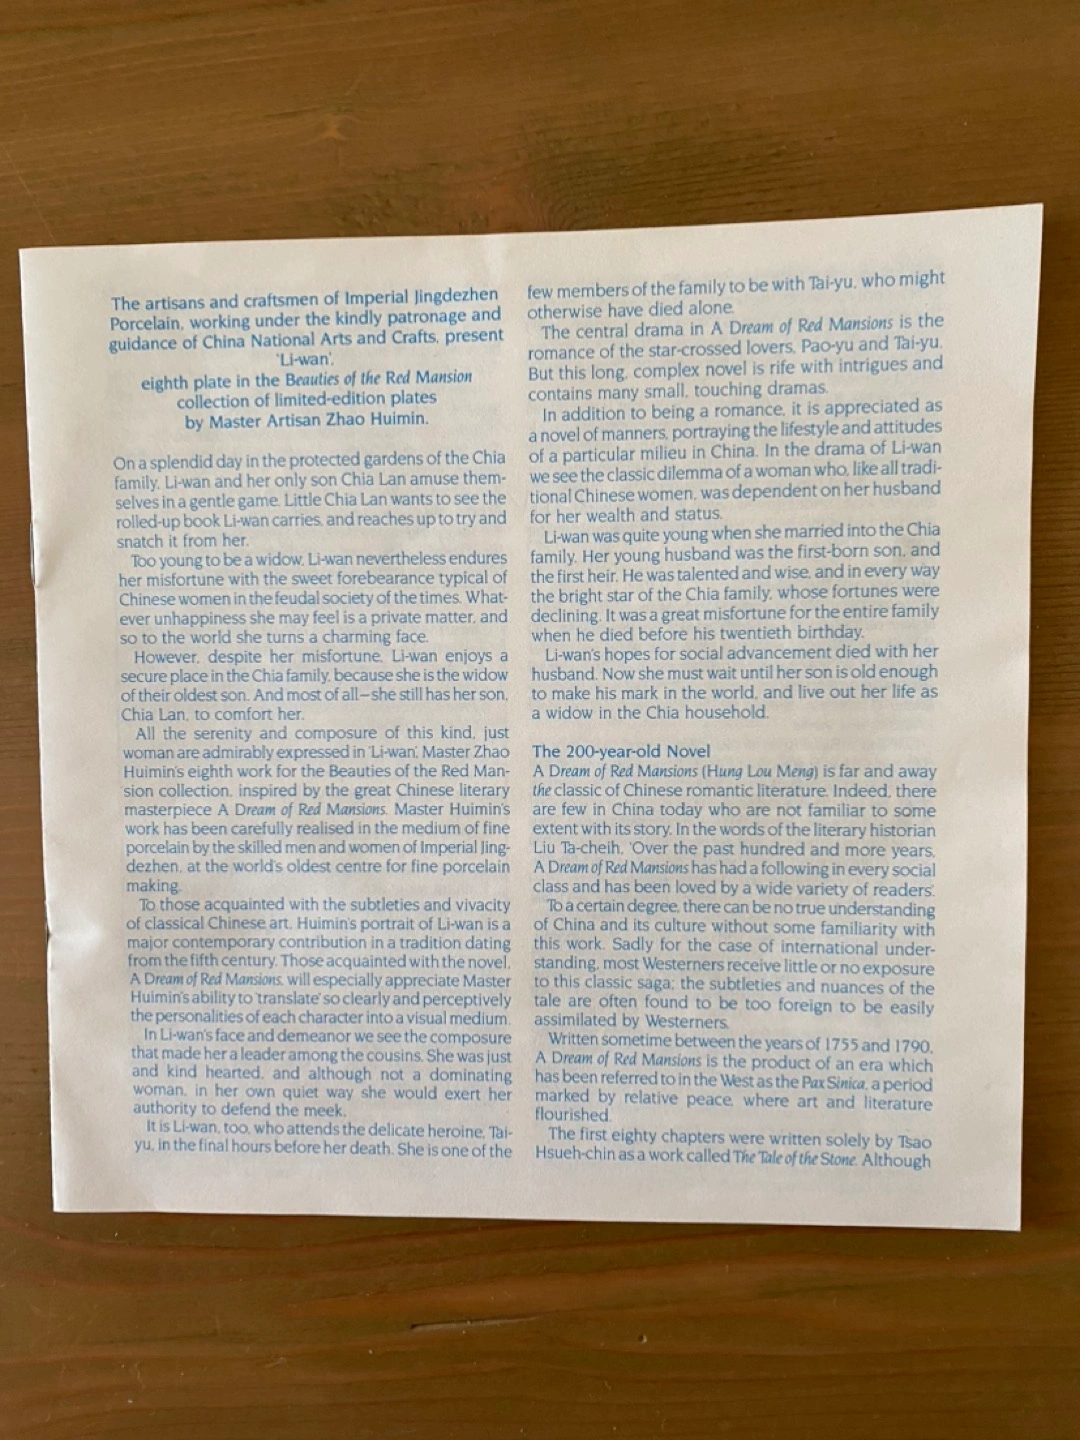 The artisans and craftsmen of Imperial Jingdezhen
Porcelain, working under the kindly patronage and
guidance of China National Arts and Crafts, present
'Li-wan',
eighth plate in the Beauties of the Red Mansion
collection of limited-edition plates
by Master Artisan Zhao Huimin.
On a splendid day in the protected gardens of the Chia
family, Li-wan and her only son Chia Lan amuse them-
selves in a gentle game. Little Chia Lan wants to see the
rolled-up book Li-wan carries, and reaches up to try and
snatch it from her.
Too young to be a widow, Li-wan nevertheless endures
her misfortune with the sweet forebearance typical of
Chinese women in the feudal society of the times. What-
ever unhappiness she may feel is a private matter, and
so to the world she turns a charming face.
However, despite her misfortune, Li-wan enjoys a
secure place in the Chia family, because she is the widow
of their oldest son. And most of all—she still has her son,
Chia Lan, to comfort her.
All the serenity and composure of this kind, just
woman are admirably expressed in 'Li-wan', Master Zhao
Huimin's eighth work for the Beauties of the Red Man-
sion collection, inspired by the great Chinese literary
masterpiece A Dream of Red Mansions. Master Huimin's
work has been carefully realised in the medium of fine
porcelain by the skilled men and women of Imperial Jing-
dezhen, at the world's oldest centre for fine porcelain
making.
To those acquainted with the subtleties and vivacity
of classical Chinese art, Huimin's portrait of Li-wan is a
major contemporary contribution in a tradition dating
from the fifth century. Those acquainted with the novel,
A Dream of Red Mansions, will especially appreciate Master
Huimin's ability to 'translate' so clearly and perceptively
the personalities of each character into a visual medium.
In Li-wan's face and demeanor we see the composure
that made her a leader among the cousins. She was just
and kind hearted, and although not a dominating
woman, in her own quiet way she would exert her
authority to defend the meek.
It is Li-wan, too, who attends the delicate heroine, Tai-
yu, in the final hours before her death. She is one of the
few members of the family to be with Tai-yu, who might
otherwise have died alone.
The central drama in A Dream of Red Mansions is the
romance of the star-crossed lovers, Pao-yu and Tai-yu.
But this long, complex novel is rife with intrigues and
contains many small, touching dramas.
In addition to being a romance, it is appreciated as
a novel of manners, portraying the lifestyle and attitudes
of a particular milieu in China. In the drama of Li-wan
we see the classic dilemma of a woman who, like all tradi-
tional Chinese women, was dependent on her husband
for her wealth and status.
Li-wan was quite young when she married into the Chia
family. Her young husband was the first-born son, and
the first heir. He was talented and wise, and in every way
the bright star of the Chia family, whose fortunes were
declining. It was a great misfortune for the entire family
when he died before his twentieth birthday.
Li-wan's hopes for social advancement died with her
husband. Now she must wait until her son is old enough
to make his mark in the world, and live out her life as
a widow in the Chia household.
The 200-year-old Novel
A Dream of Red Mansions (Hung Lou Meng) is far and away
the classic of Chinese romantic literature. Indeed, there
are few in China today who are not familiar to some
extent with its story. In the words of the literary historian
Liu Ta-cheih, 'Over the past hundred and more years,
A Dream of Red Mansions has had a following in every social
class and has been loved by a wide variety of readers'.
To a certain degree, there can be no true understanding
of China and its culture without some familiarity with
this work. Sadly for the case of international under-
standing, most Westerners receive little or no exposure
to this classic saga; the subtleties and nuances of the
tale are often found to be too foreign to be easily
assimilated by Westerners.
Written sometime between the years of 1755 and 1790,
A Dream of Red Mansions is the product of an era which
has been referred to in the West as the Pax Sinica, a period
marked by relative peace, where art and literature
flourished.
The first eighty chapters were written solely by Tsao
Hsueh-chin as a work called The Tale of the Stone. Although